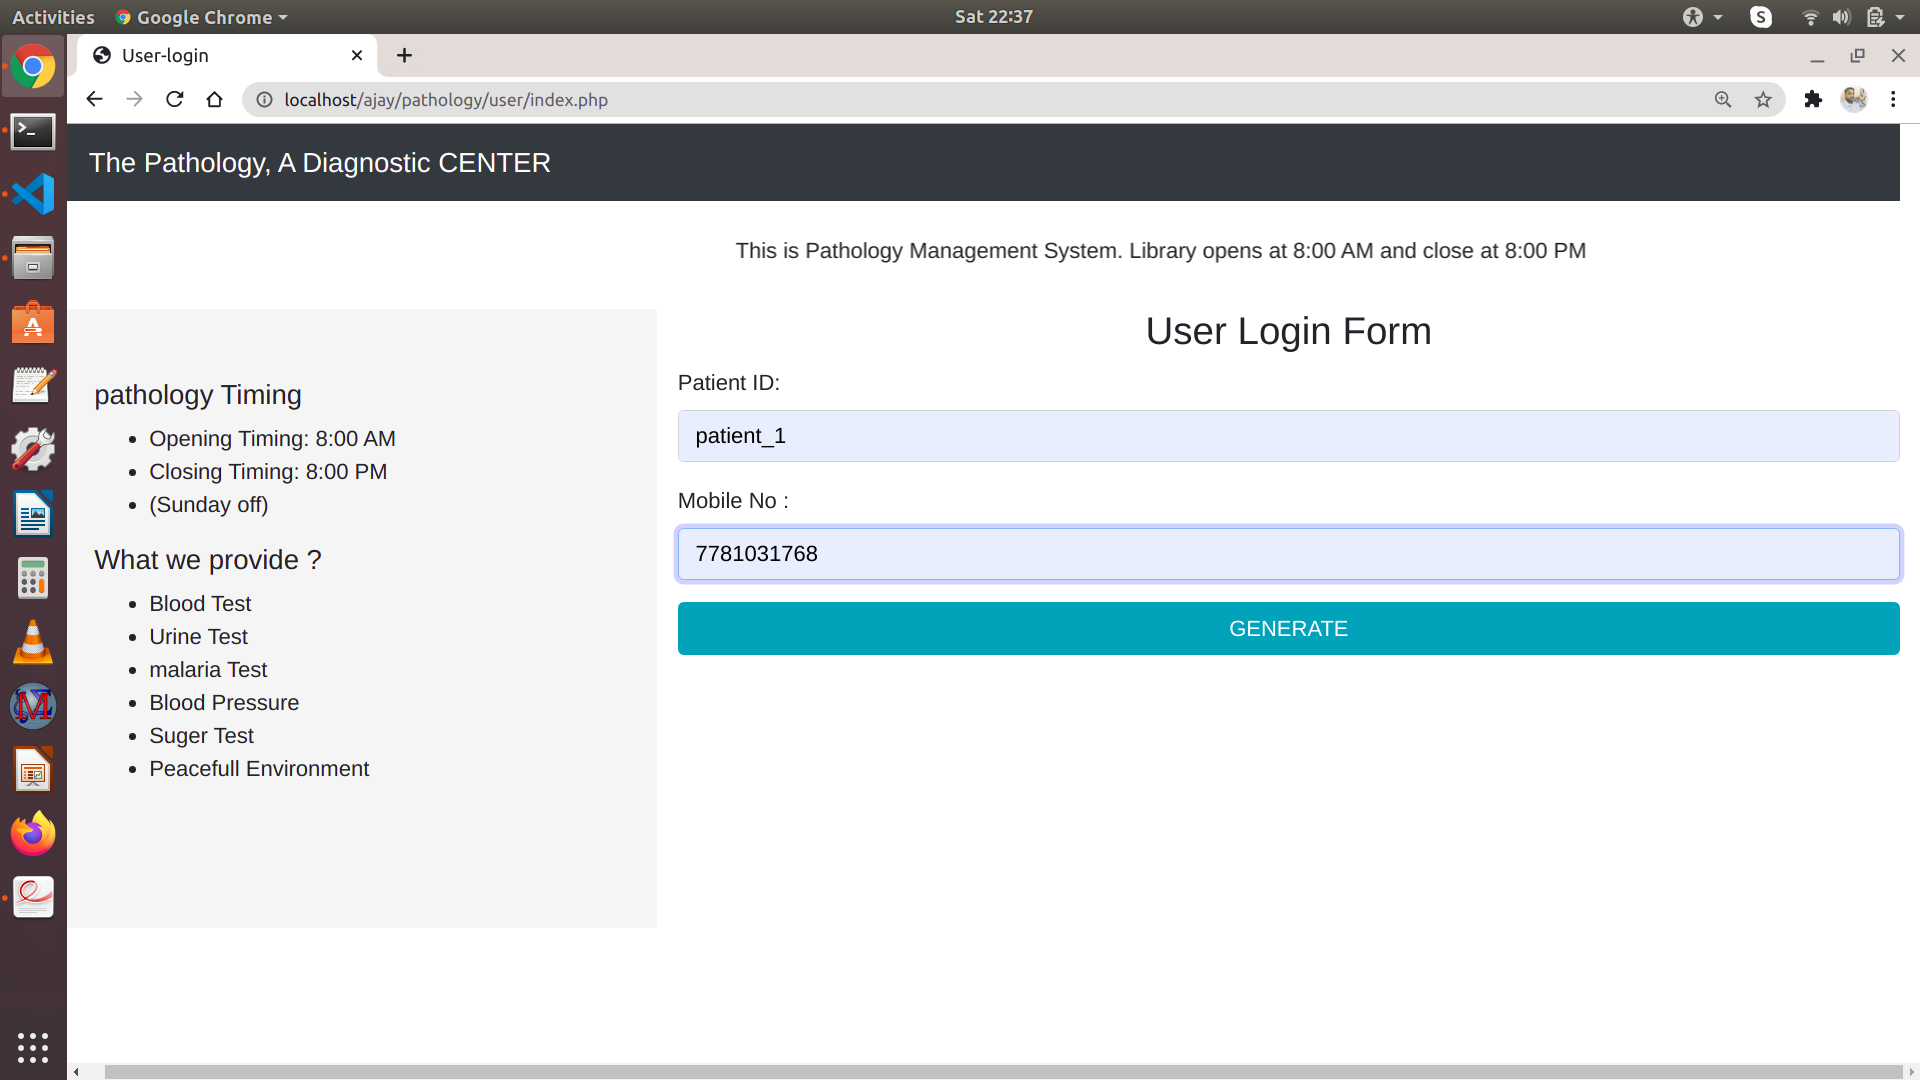 Activities
Google Chrome
Sat 22:37
User-login
localhost/ajay/pathology/user/index.php
The Pathology, A Diagnostic CENTER
This is Pathology Management System. Library opens at 8:00 AM and close at 8:00 PM
pathology Timing
Opening Timing: 8:00 AM
Closing Timing: 8:00 PM
(Sunday off)
What we provide ?
Blood Test
Urine Test
malaria Test
Blood Pressure
Suger Test
Peacefull Environment
User Login Form
Patient ID:
patient_1
Mobile No :
7781031768
GENERATE